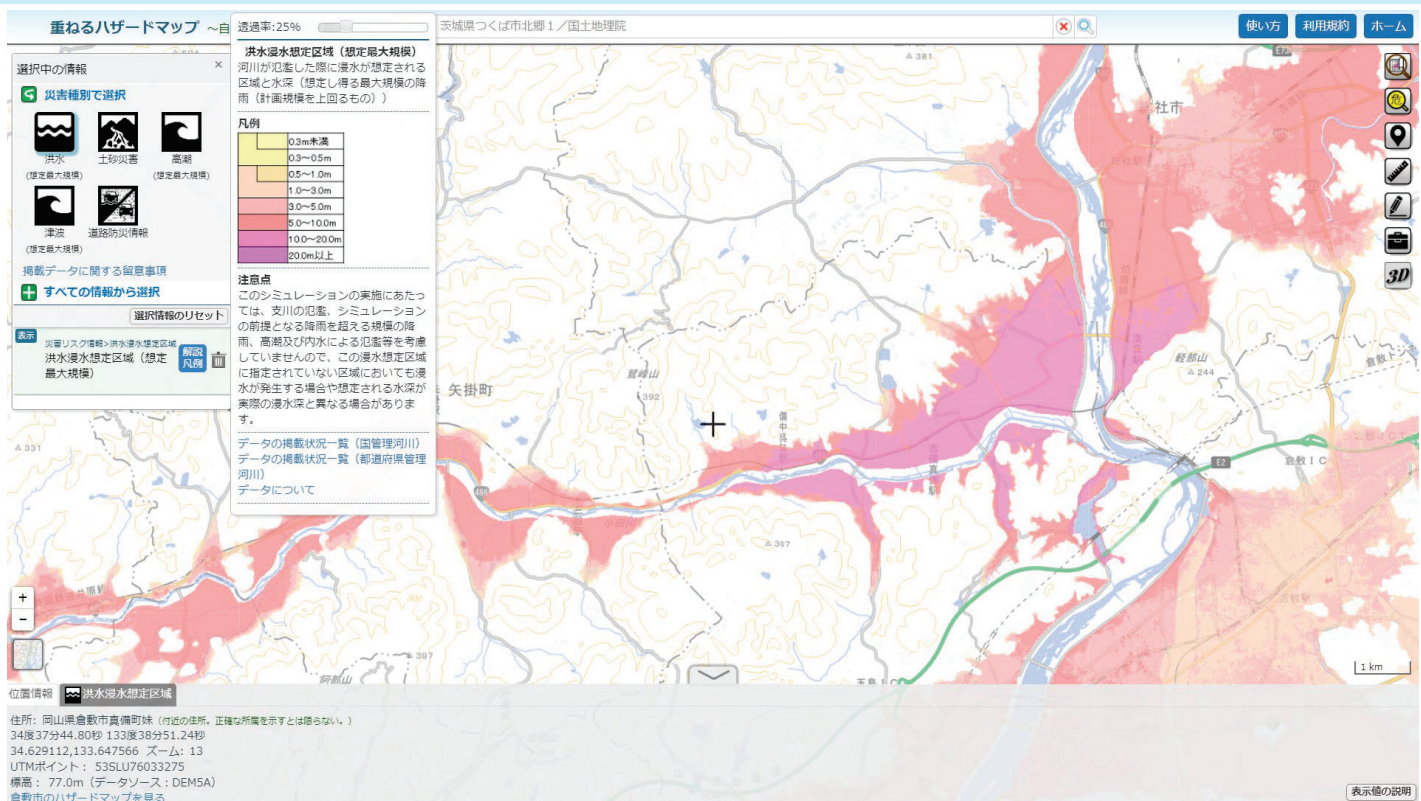 重ねるハザードマップ ～自
透過率:25%
茨城県つくば市北郷１／国土地理院
使い方
利用規約
ホーム
選択中の情報
×
災害種別で選択
洪水
(想定最大規模)
土砂災害
高潮
(想定最大規模)
津波
(想定最大規模)
道路防災情報
掲載データに関する留意事項
すべての情報から選択
選択情報のリセット
表示
災害リスク情報>洪水浸水想定区域
洪水浸水想定区域（想定
最大規模）
解説
凡例
洪水浸水想定区域（想定最大規模）
河川が氾濫した際に浸水が想定される
区域と水深（想定し得る最大規模の降
雨（計画規模を上回るもの））
凡例
0.3m未満
0.3～0.5m
0.5～1.0m
1.0～3.0m
3.0～5.0m
5.0～10.0m
10.0～20.0m
20.0m以上
注意点
このシミュレーションの実施にあたっ
ては、支川の氾濫、シミュレーション
の前提となる降雨を超える規模の降
雨、高潮及び内水による氾濫等を考慮
していませんので、この浸水想定区域
に指定されていない区域においても浸
水が発生する場合や想定される水深が
実際の浸水深と異なる場合がありま
す。
データの掲載状況一覧（国管理河川）
データの掲載状況一覧（都道府県管理
河川）
データについて
381
社市
矢掛町
鷲峰山
392
軽部山
244
倉敷ＩＣ
E2
486
387
331
397
阿部山
玉島ＩＣ
3D
+
-
1 km
位置情報
洪水浸水想定区域
住所: 岡山県倉敷市真備町妹（付近の住所。正確な所属を示すとは限らない。）
34度37分44.80秒 133度38分51.24秒
34.629112,133.647566 ズーム: 13
UTMポイント： 53SLU76033275
標高： 77.0m（データソース：DEM5A）
倉敷市のハザードマップを見る
表示値の説明